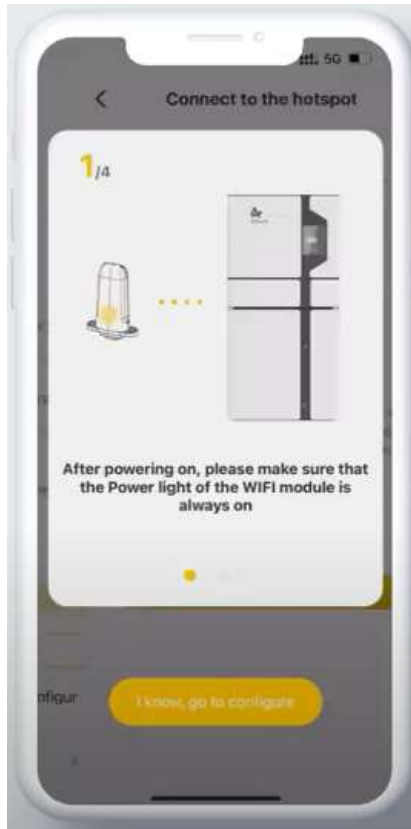 5G
Connect to the hotspot
1/4
After powering on, please make sure that
the Power light of the WIFI module is
always on
nfigur
I know, go to configure